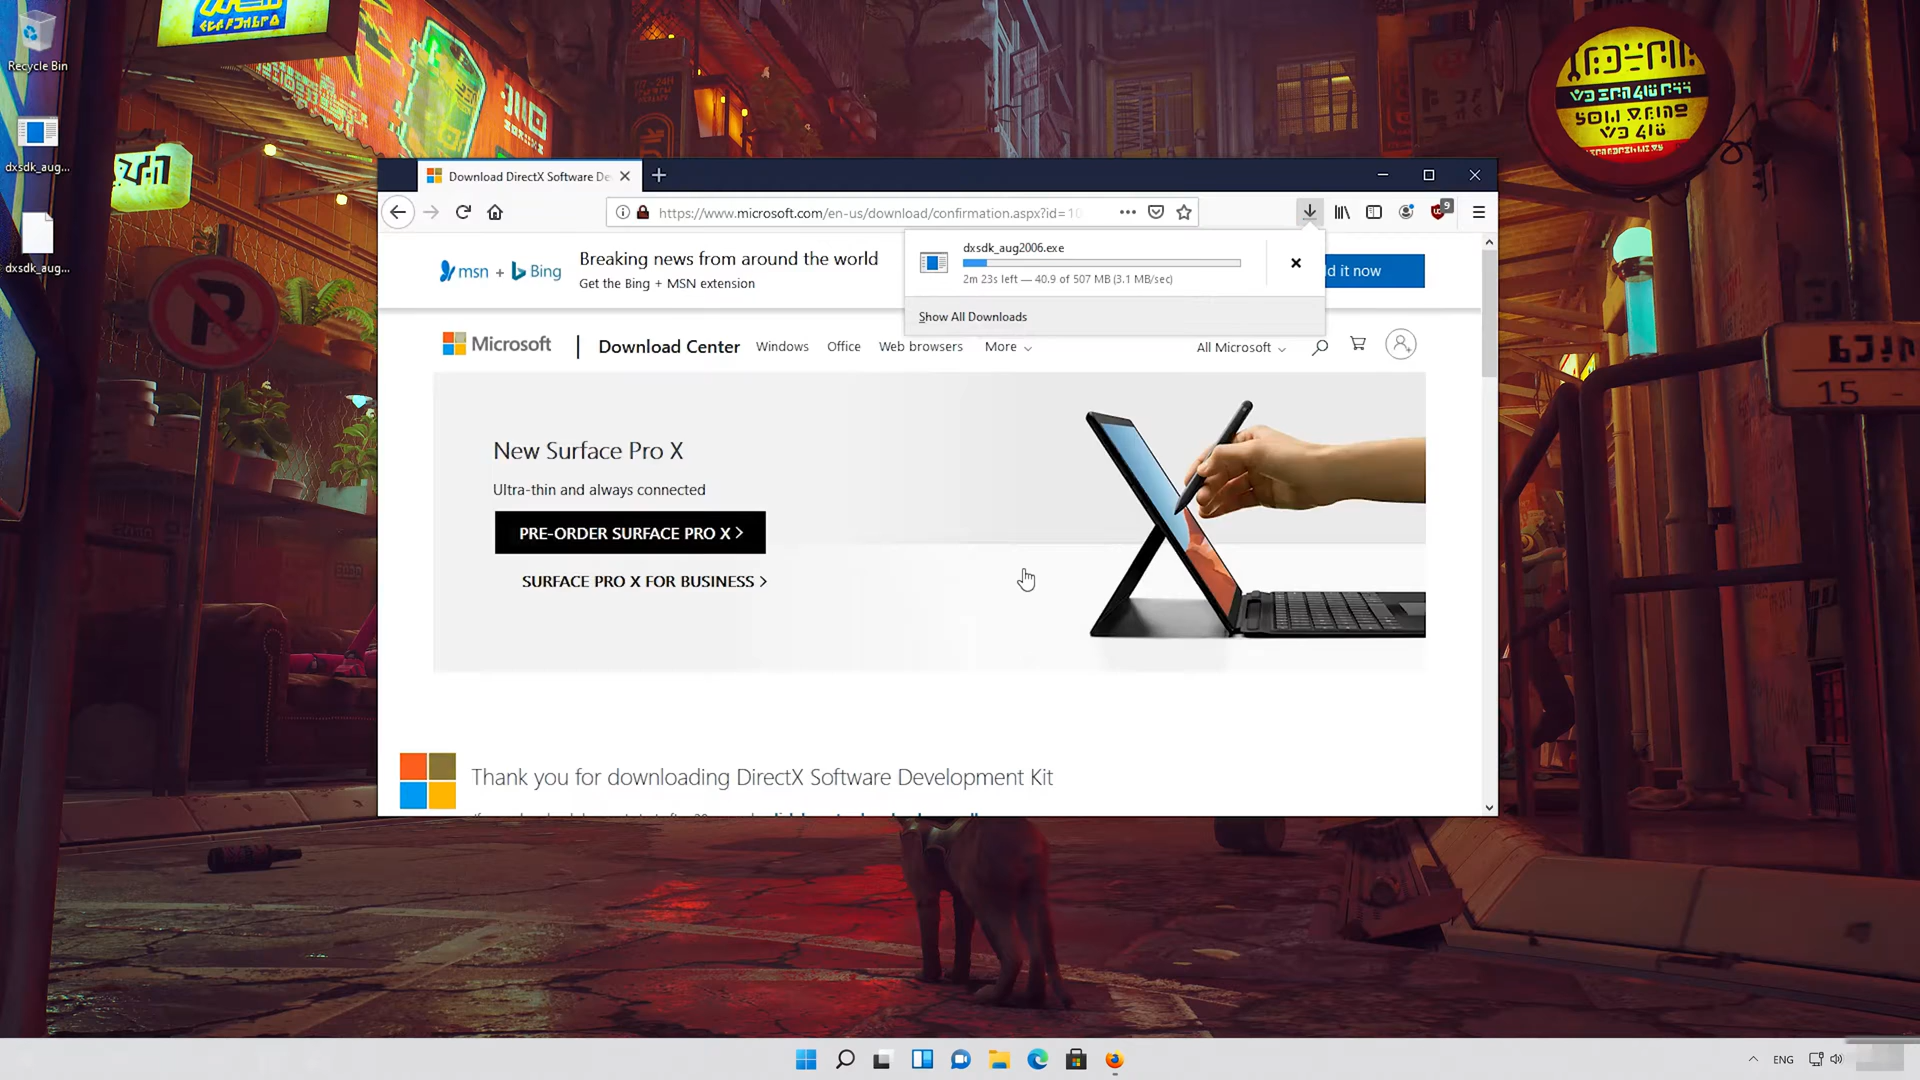 Recycle Bin
dxsdk_aug...
dxsdk_aug...
Download DirectX Software De
https://www.microsoft.com/en-us/download/confirmation.aspx?id=10
9
dxsdk_aug2006.exe
2m 23s left — 40.9 of 507 MB (3.1 MB/sec)
Show All Downloads
msn + Bing
Breaking news from around the world
Get the Bing + MSN extension
d it now
Microsoft
Download Center
Windows
Office
Web browsers
More
All Microsoft
New Surface Pro X
Ultra-thin and always connected
PRE-ORDER SURFACE PRO X >
SURFACE PRO X FOR BUSINESS >
Thank you for downloading DirectX Software Development Kit
15 -
ENG